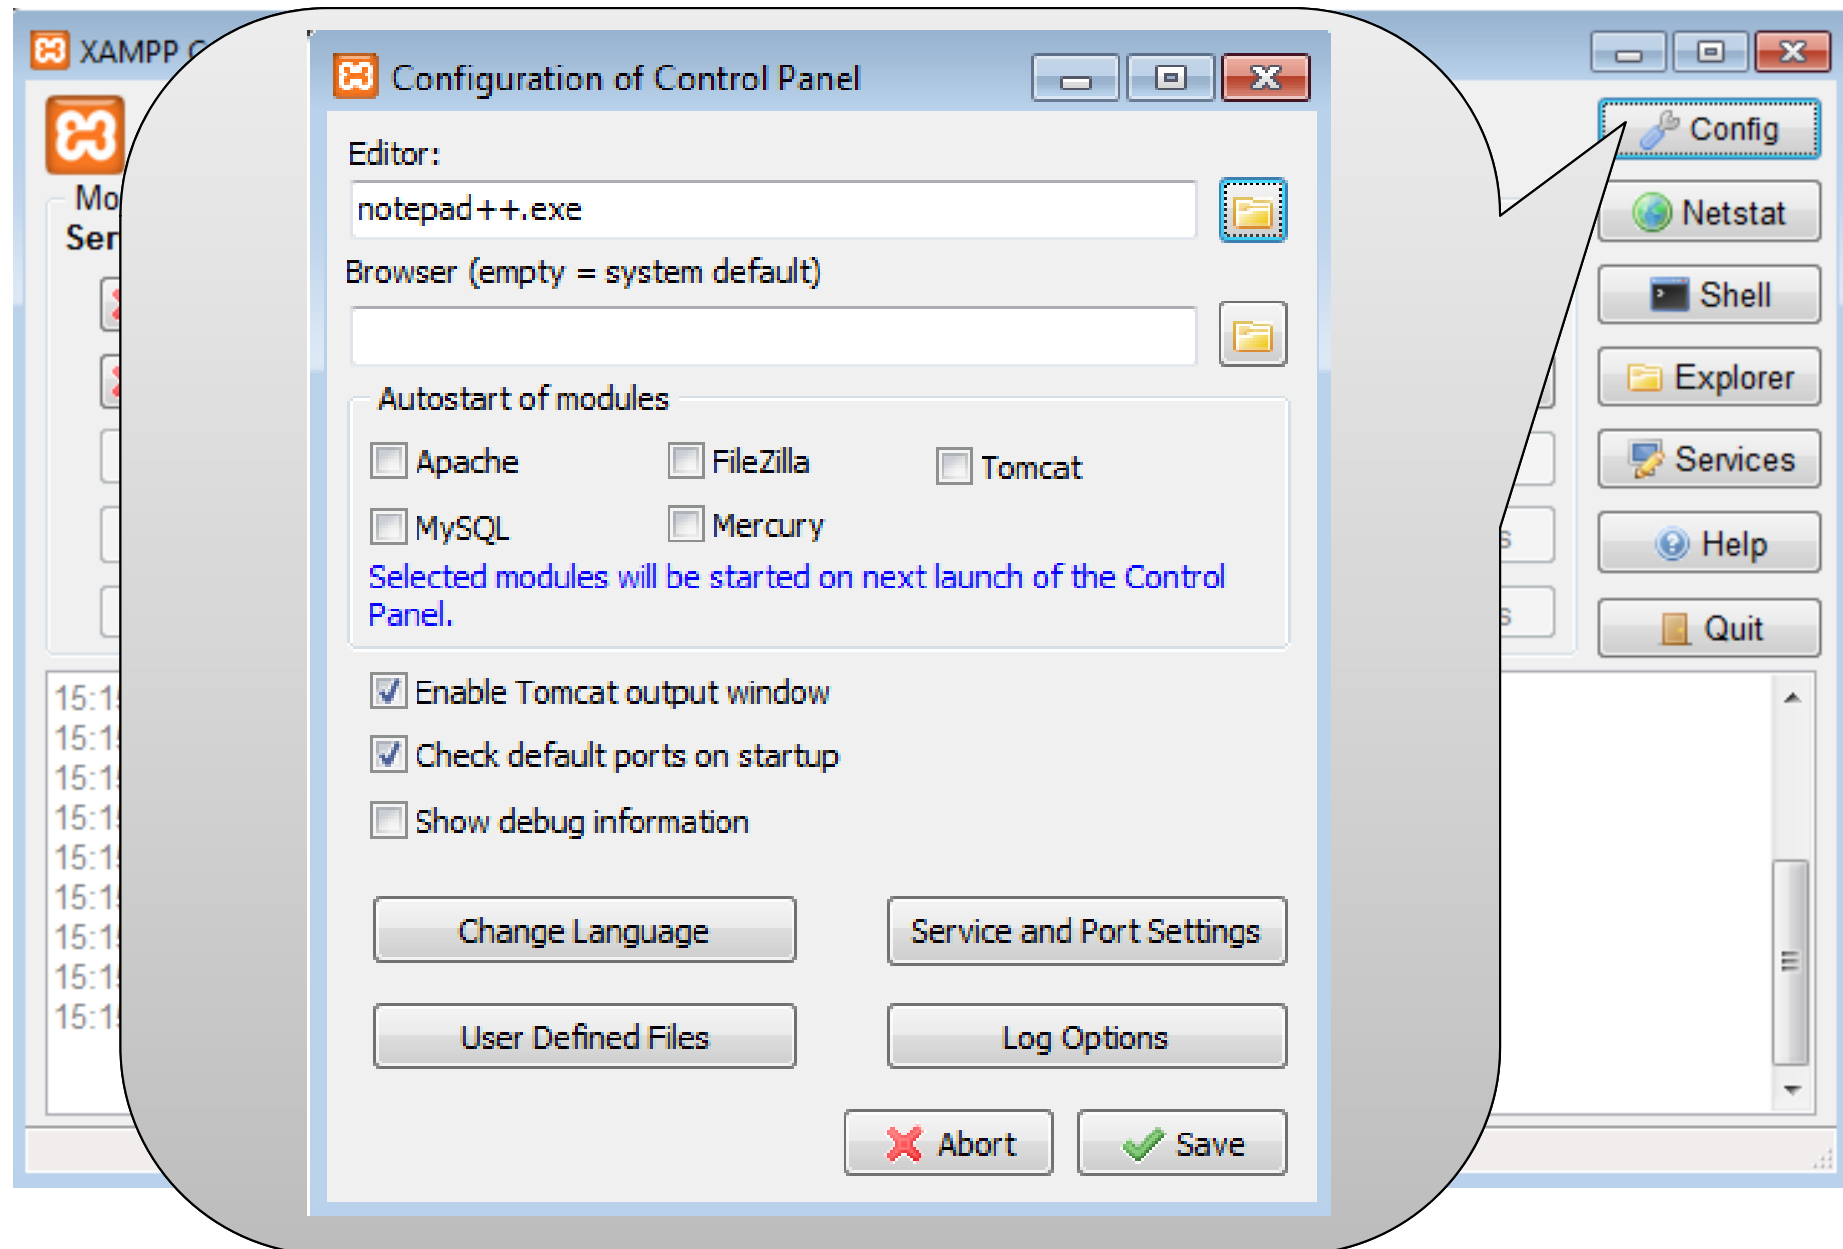 XAMPP
Configuration of Control Panel
Editor:
notepad++.exe
Browser (empty = system default)
Autostart of modules
Apache
FileZilla
Tomcat
MySQL
Mercury
Selected modules will be started on next launch of the Control
Panel.
Enable Tomcat output window
Check default ports on startup
Show debug information
Change Language
Service and Port Settings
User Defined Files
Log Options
Abort
Save
Config
Netstat
Shell
Explorer
Services
Help
Quit